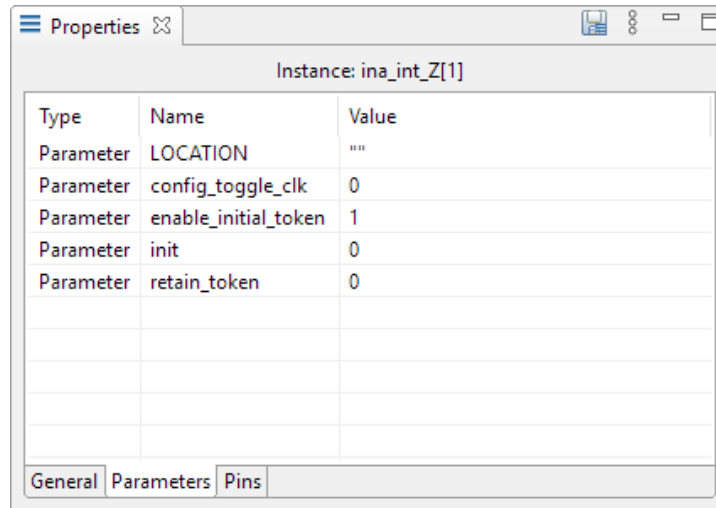 Properties
Instance: ina_int_Z[1]
Type Name Value
Parameter LOCATION ""
Parameter config_toggle_clk 0
Parameter enable_initial_token 1
Parameter init 0
Parameter retain_token 0
General Parameters Pins